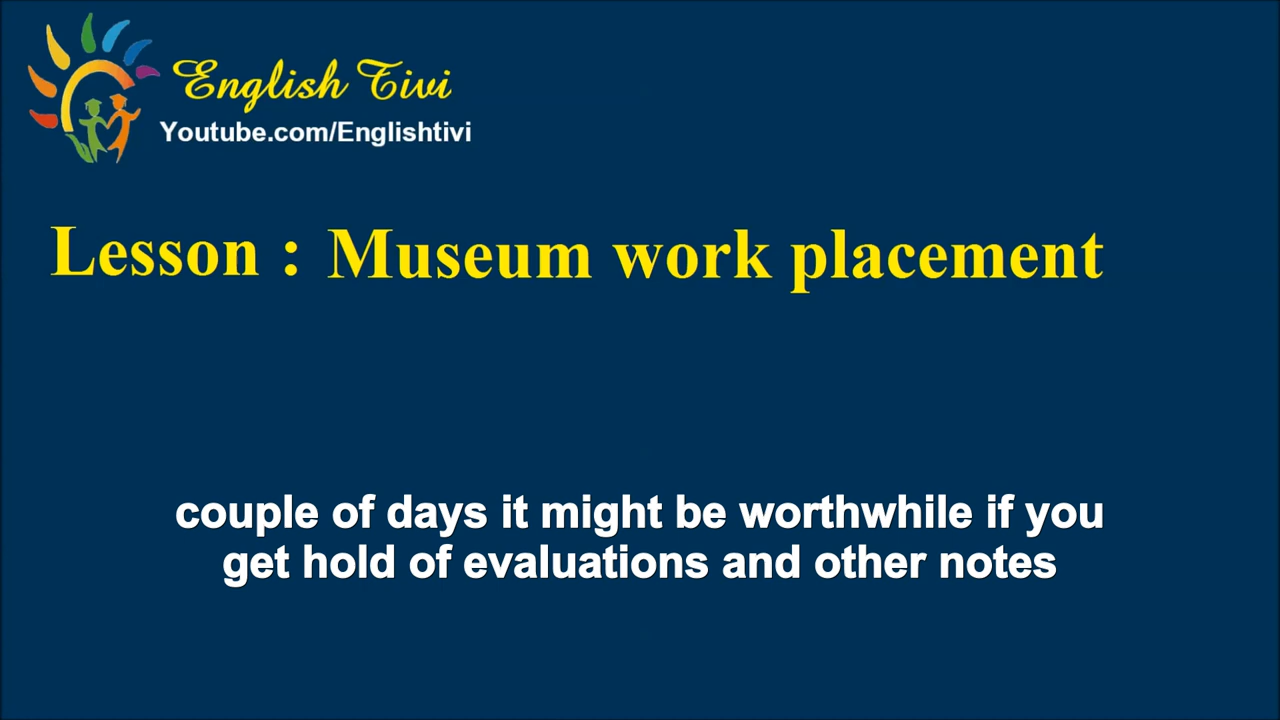 English Tivi
Youtube.com/Englishtivi
Lesson : Museum work placement
couple of days it might be worthwhile if you
get hold of evaluations and other notes